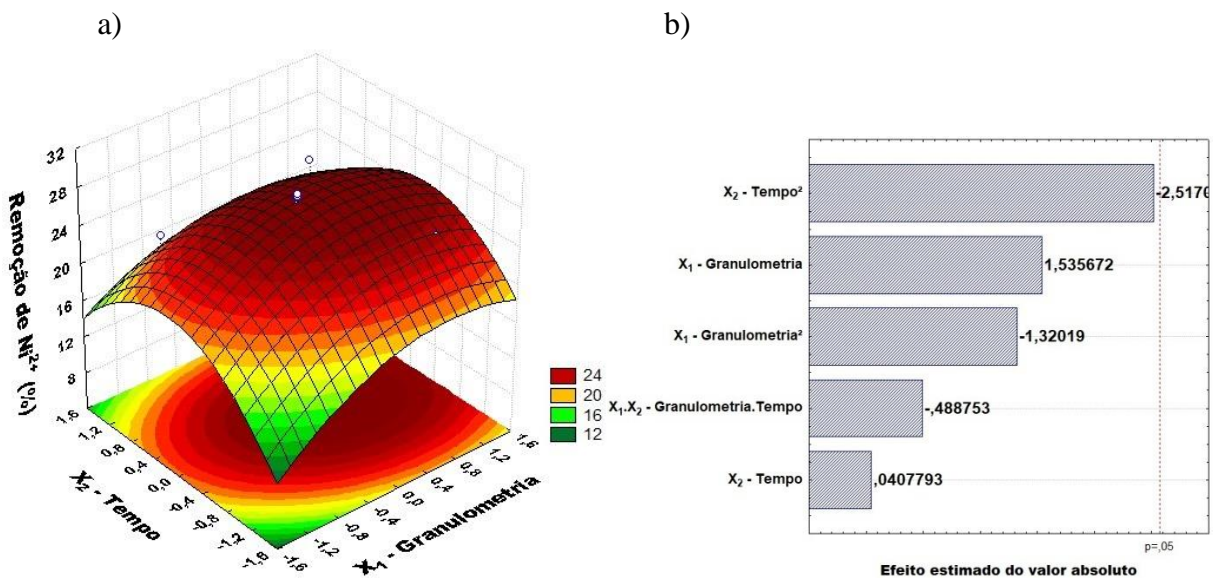 a)
b)
Remoção de Ni²⁺ (%)
32
28
24
20
16
12
8
1,6
1,2
0,8
0,4
0,0
-0,4
-0,8
-1,2
-1,6
X₂ - Tempo
-1,6
-1,2
-0,8
-0,4
0,0
0,4
0,8
1,2
1,6
X₁ - Granulometria
24
20
16
12
X₂ - Tempo²
-2,5170
X₁ - Granulometria
1,535672
X₁ - Granulometria²
-1,32019
X₁.X₂ - Granulometria.Tempo
-,488753
X₂ - Tempo
,0407793
p=,05
Efeito estimado do valor absoluto